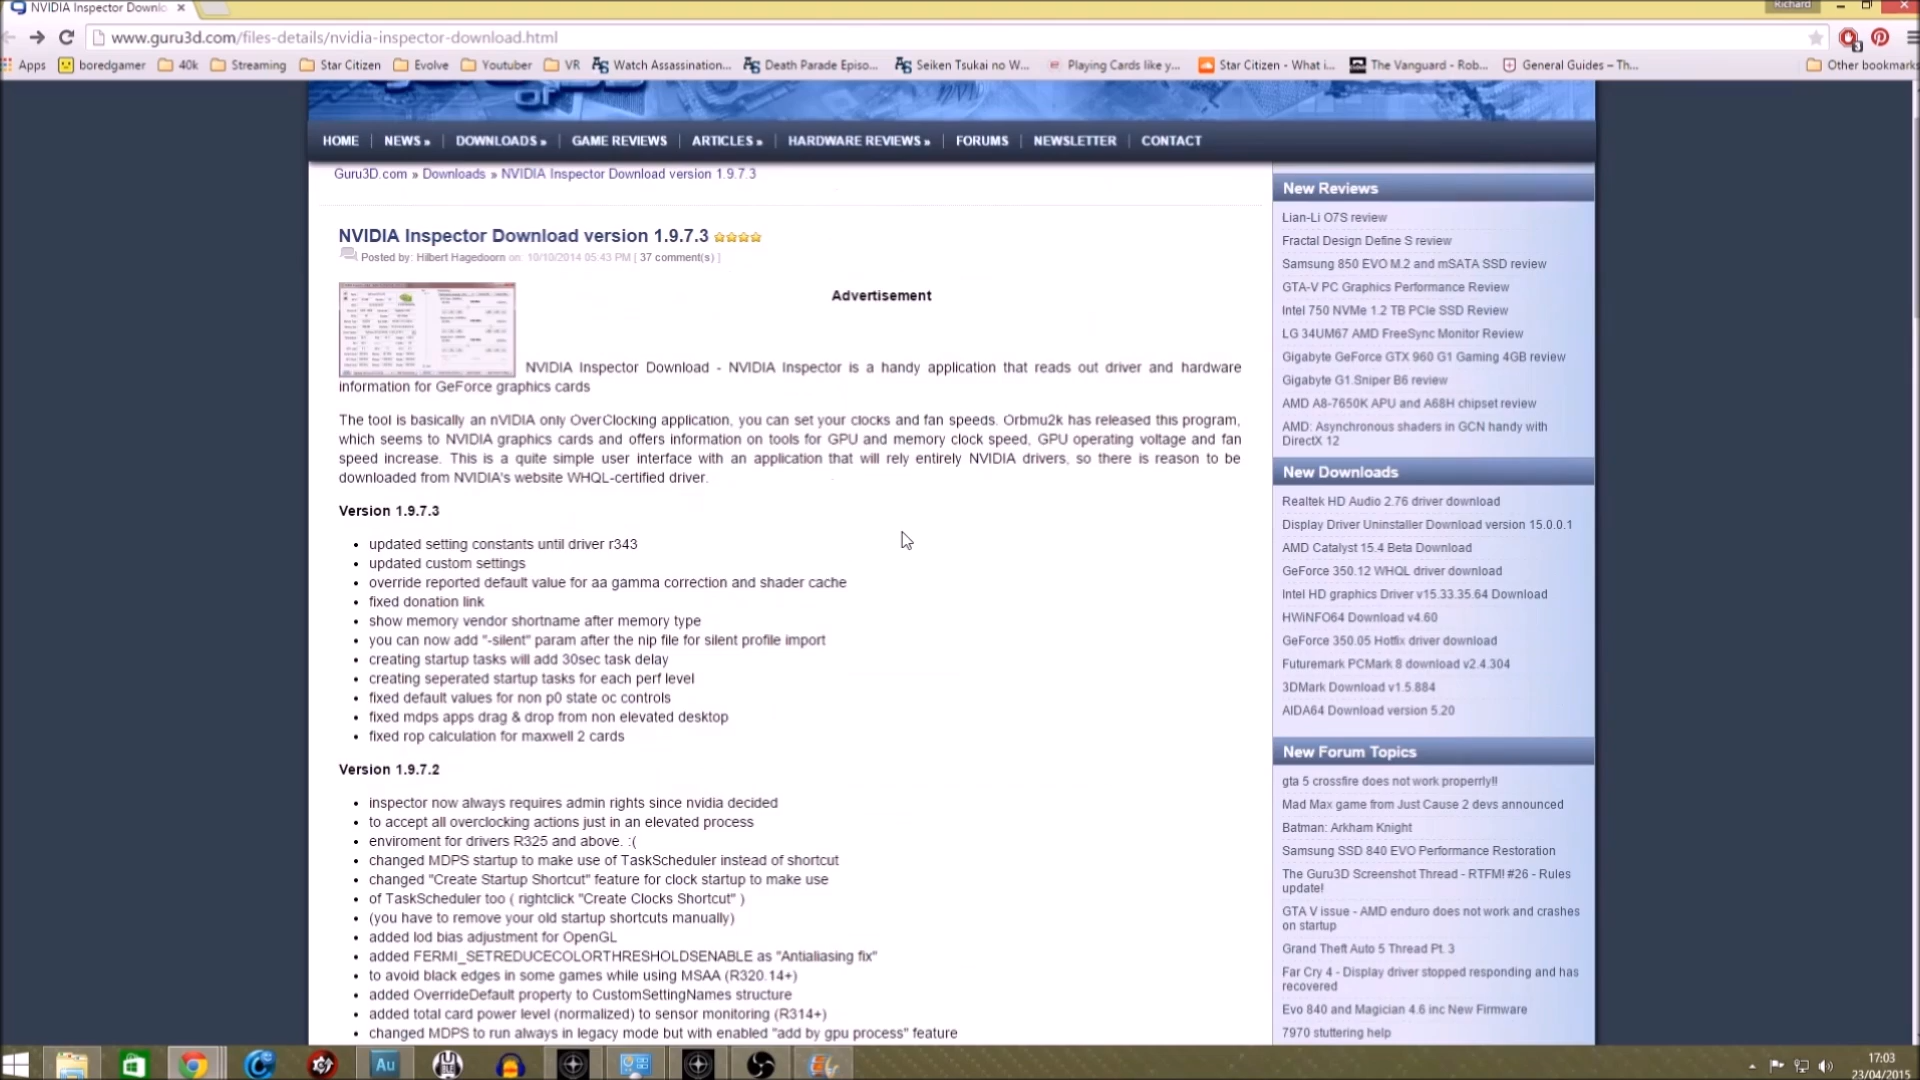 NVIDIA Inspector Downlo
Richard
www.guru3d.com/files-details/nvidia-inspector-download.html
Apps boredgamer 40k Streaming Star Citizen Evolve Youtuber VR Watch Assassination... Death Parade Episo... Seiken Tsukai no W... Playing Cards like y... Star Citizen - What i... The Vanguard - Rob... General Guides – Th... Other bookmarks
of
HOME NEWS » DOWNLOADS » GAME REVIEWS ARTICLES » HARDWARE REVIEWS » FORUMS NEWSLETTER CONTACT
Guru3D.com » Downloads » NVIDIA Inspector Download version 1.9.7.3
NVIDIA Inspector Download version 1.9.7.3
Posted by: Hilbert Hagedoorn on: 10/10/2014 05:43 PM [ 37 comment(s) ]
Advertisement
NVIDIA Inspector Download - NVIDIA Inspector is a handy application that reads out driver and hardware
information for GeForce graphics cards
The tool is basically an nVIDIA only OverClocking application, you can set your clocks and fan speeds. Orbmu2k has released this program,
which seems to NVIDIA graphics cards and offers information on tools for GPU and memory clock speed, GPU operating voltage and fan
speed increase. This is a quite simple user interface with an application that will rely entirely NVIDIA drivers, so there is reason to be
downloaded from NVIDIA's website WHQL-certified driver.
Version 1.9.7.3
• updated setting constants until driver r343
• updated custom settings
• override reported default value for aa gamma correction and shader cache
• fixed donation link
• show memory vendor shortname after memory type
• you can now add "-silent" param after the nip file for silent profile import
• creating startup tasks will add 30sec task delay
• creating seperated startup tasks for each perf level
• fixed default values for non p0 state oc controls
• fixed mdps apps drag & drop from non elevated desktop
• fixed rop calculation for maxwell 2 cards
Version 1.9.7.2
• inspector now always requires admin rights since nvidia decided
• to accept all overclocking actions just in an elevated process
• enviroment for drivers R325 and above. :(
• changed MDPS startup to make use of TaskScheduler instead of shortcut
• changed "Create Startup Shortcut" feature for clock startup to make use
• of TaskScheduler too ( rightclick "Create Clocks Shortcut" )
• (you have to remove your old startup shortcuts manually)
• added lod bias adjustment for OpenGL
• added FERMI_SETREDUCECOLORTHRESHOLDSENABLE as "Antialiasing fix"
• to avoid black edges in some games while using MSAA (R320.14+)
• added OverrideDefault property to CustomSettingNames structure
• added total card power level (normalized) to sensor monitoring (R314+)
• changed MDPS to run always in legacy mode but with enabled "add by gpu process" feature
New Reviews
Lian-Li O7S review
Fractal Design Define S review
Samsung 850 EVO M.2 and mSATA SSD review
GTA-V PC Graphics Performance Review
Intel 750 NVMe 1.2 TB PCIe SSD Review
LG 34UM67 AMD FreeSync Monitor Review
Gigabyte GeForce GTX 960 G1 Gaming 4GB review
Gigabyte G1.Sniper B6 review
AMD A8-7650K APU and A68H chipset review
AMD: Asynchronous shaders in GCN handy with
DirectX 12
New Downloads
Realtek HD Audio 2.76 driver download
Display Driver Uninstaller Download version 15.0.0.1
AMD Catalyst 15.4 Beta Download
GeForce 350.12 WHQL driver download
Intel HD graphics Driver v15.33.35.64 Download
HWiNFO64 Download v4.60
GeForce 350.05 Hotfix driver download
Futuremark PCMark 8 download v2.4.304
3DMark Download v1.5.884
AIDA64 Download version 5.20
New Forum Topics
gta 5 crossfire does not work properrly!!
Mad Max game from Just Cause 2 devs announced
Batman: Arkham Knight
Samsung SSD 840 EVO Performance Restoration
The Guru3D Screenshot Thread - RTFM! #26 - Rules
update!
GTA V issue - AMD enduro does not work and crashes
on startup
Grand Theft Auto 5 Thread Pt. 3
Far Cry 4 - Display driver stopped responding and has
recovered
Evo 840 and Magician 4.6 inc New Firmware
7970 stuttering help
Au
17:03
23/04/2015